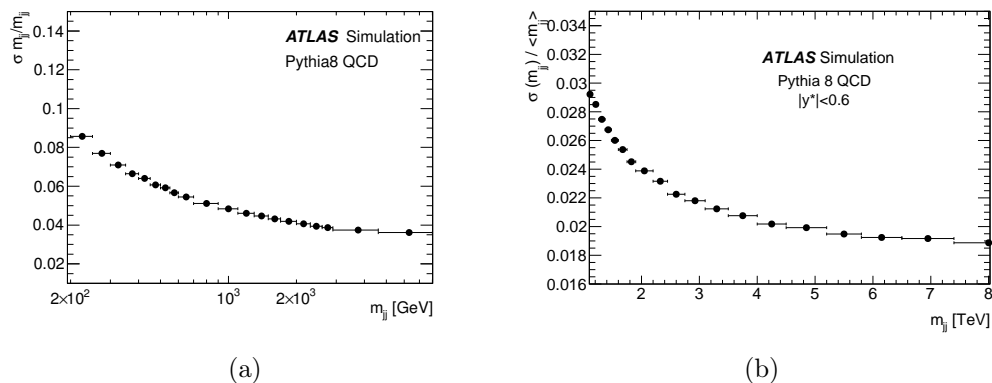 σ m_jj/m_jj
0.14
0.12
0.1
0.08
0.06
0.04
0.02
ATLAS Simulation
Pythia8 QCD
2×10² 10³ 2×10³
m_jj [GeV]
(a)
σ (m_jj) / <m_jj>
0.034
0.032
0.03
0.028
0.026
0.024
0.022
0.02
0.018
0.016
ATLAS Simulation
Pythia 8 QCD
|y*|<0.6
2 3 4 5 6 7 8
m_jj [TeV]
(b)